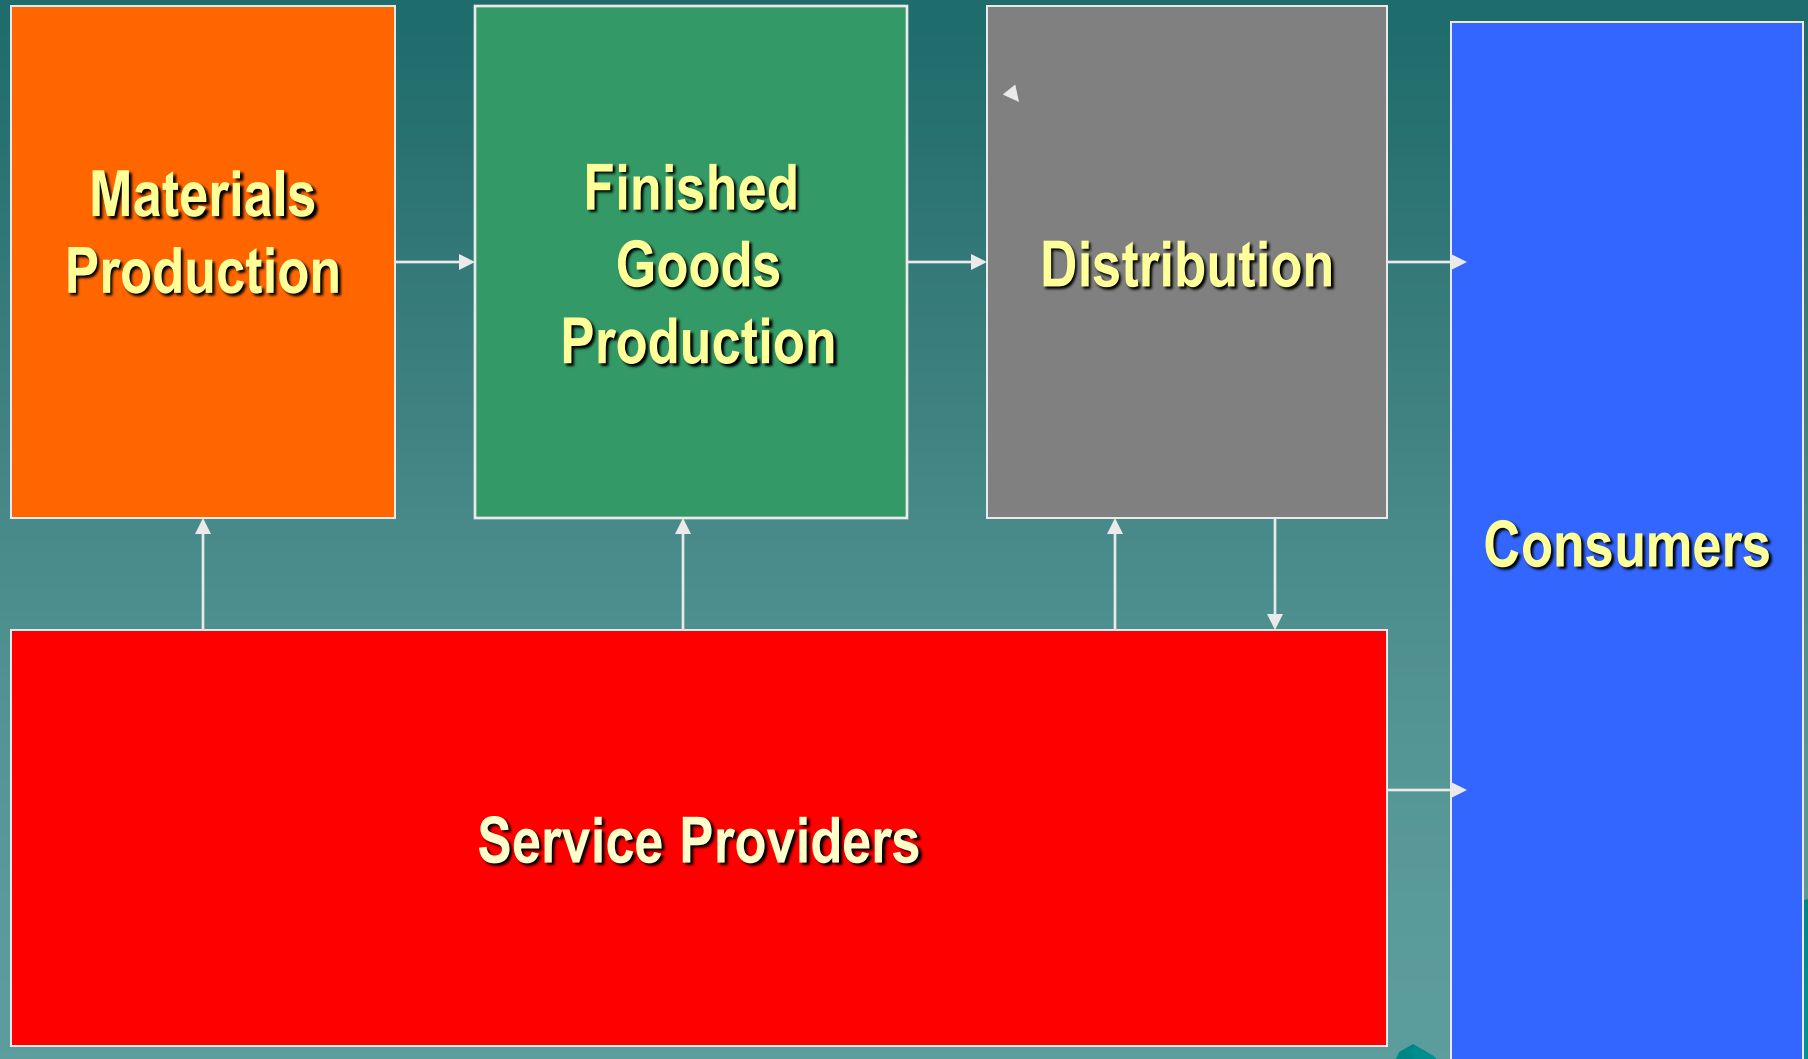 Materials
Production
Finished
Goods
Production
Distribution
Consumers
Service Providers